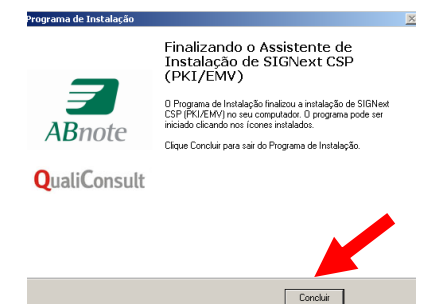 Programa de Instalação
Finalizando o Assistente de
Instalação de SIGNext CSP
(PKI/EMV)
O Programa de Instalação finalizou a instalação de SIGNext
CSP (PKI/EMV) no seu computador. O programa pode ser
iniciado clicando nos ícones instalados.
Clique Concluir para sair do Programa de Instalação.
ABnote
QualiConsult
Concluir